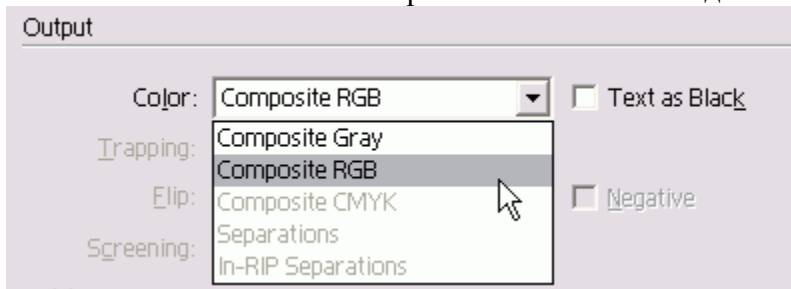 Output
Color: Composite RGB Text as Black
Composite Gray
Trapping:
Composite RGB
Flip: Composite CMYK Negative
Separations
Screening:
In-RIP Separations